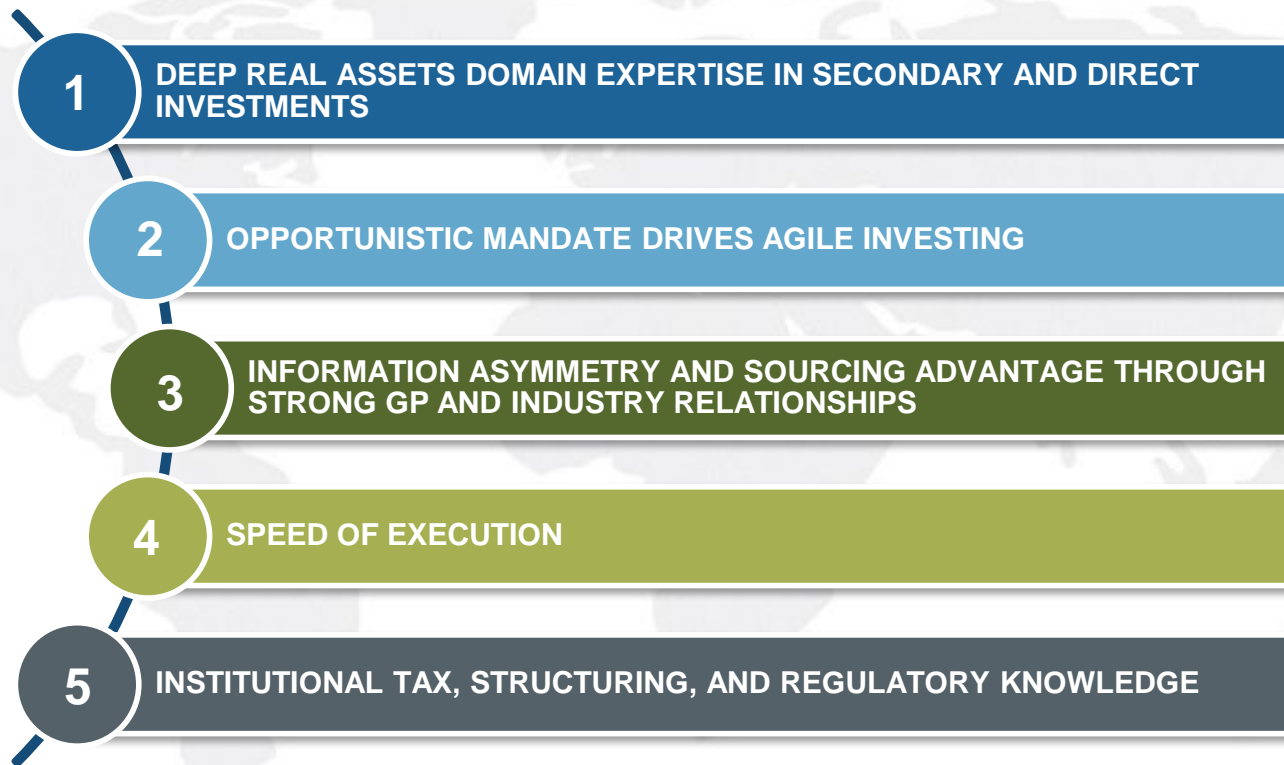 1
DEEP REAL ASSETS DOMAIN EXPERTISE IN SECONDARY AND DIRECT
INVESTMENTS
2
OPPORTUNISTIC MANDATE DRIVES AGILE INVESTING
3
INFORMATION ASYMMETRY AND SOURCING ADVANTAGE THROUGH
STRONG GP AND INDUSTRY RELATIONSHIPS
4
SPEED OF EXECUTION
5
INSTITUTIONAL TAX, STRUCTURING, AND REGULATORY KNOWLEDGE